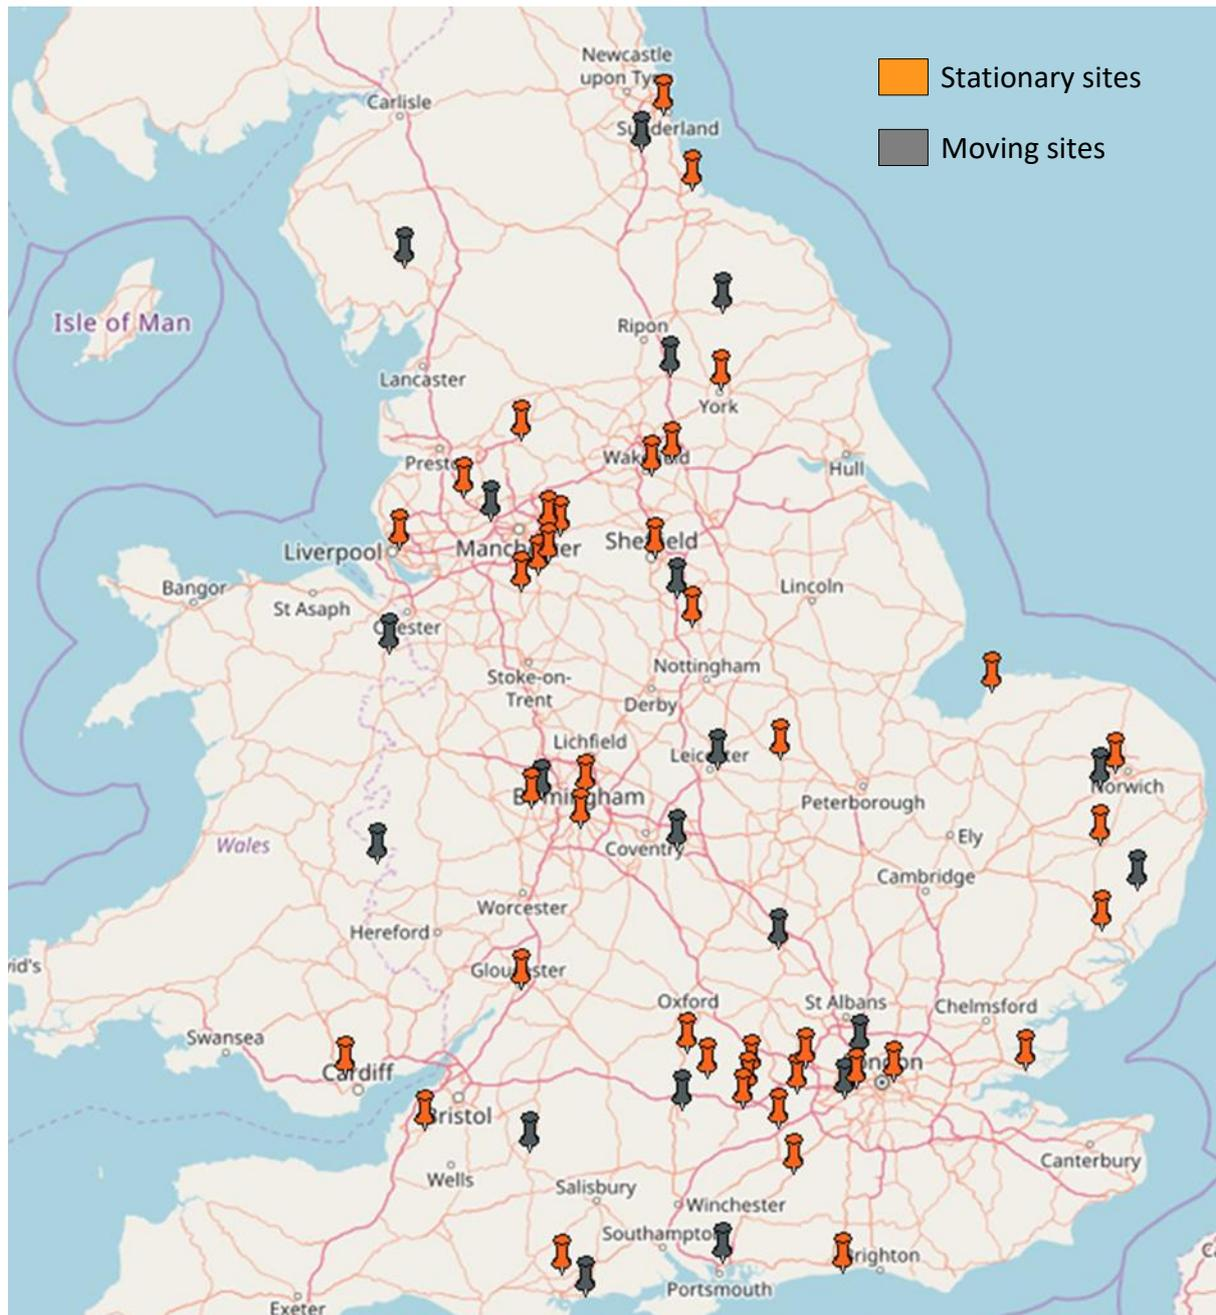 Newcastle
upon Ty
Stationary sites
Carlisle
Sunderland
Moving sites
Isle of Man
Ripon
Lancaster
York
Preston
Wakefield
Hull
Liverpool
Manchester
Sheffield
Bangor
St Asaph
Lincoln
Chester
Stoke-on-
Trent
Nottingham
Derby
Lichfield
Leicester
Birmingham
Peterborough
Norwich
Wales
Coventry
Ely
Cambridge
Worcester
Hereford
vid's
Gloucester
Oxford
St Albans
Chelmsford
Swansea
Cardiff
London
Bristol
Wells
Canterbury
Salisbury
Winchester
Southampton
Brighton
Portsmouth
Exeter